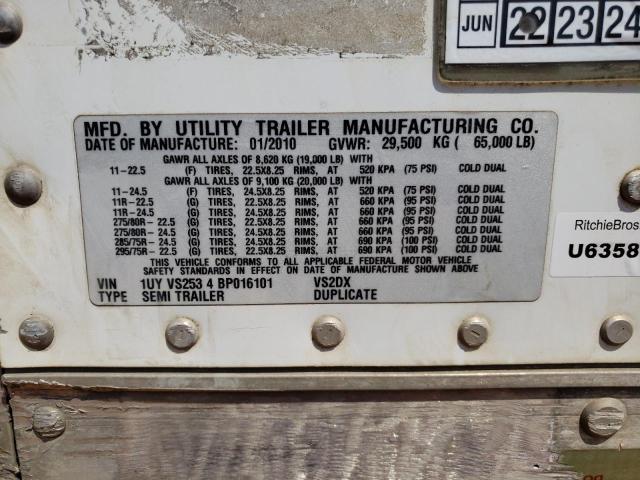 JUN 22 23 24
MFD. BY UTILITY TRAILER MANUFACTURING CO.
DATE OF MANUFACTURE: 01/2010 GVWR: 29,500 KG ( 65,000 LB)
GAWR ALL AXLES OF 8,620 KG (19,000 LB) WITH
11-22.5 (F) TIRES, 22.5X8.25 RIMS, AT 520 KPA (75 PSI) COLD DUAL
GAWR ALL AXLES OF 9,100 KG (20,000 LB) WITH
11-24.5 (F) TIRES, 24.5X8.25 RIMS, AT 520 KPA (75 PSI) COLD DUAL
11R-22.5 (G) TIRES, 22.5X8.25 RIMS, AT 660 KPA (95 PSI) COLD DUAL
11R-24.5 (G) TIRES, 24.5X8.25 RIMS, AT 660 KPA (95 PSI) COLD DUAL
275/80R - 22.5 (G) TIRES, 22.5X8.25 RIMS, AT 660 KPA (95 PSI) COLD DUAL
275/80R - 24.5 (G) TIRES, 24.5X8.25 RIMS, AT 660 KPA (95 PSI) COLD DUAL
285/75R - 24.5 (G) TIRES, 24.5X8.25 RIMS, AT 690 KPA (100 PSI) COLD DUAL
295/75R - 22.5 (G) TIRES, 22.5X8.25 RIMS, AT 690 KPA (100 PSI) COLD DUAL
THIS VEHICLE CONFORMS TO ALL APPLICABLE FEDERAL MOTOR VEHICLE
SAFETY STANDARDS IN EFFECT ON DATE OF MANUFACTURE SHOWN ABOVE
VIN 1UY VS253 4 BP016101 VS2DX
TYPE SEMI TRAILER DUPLICATE
RitchieBros
U6358